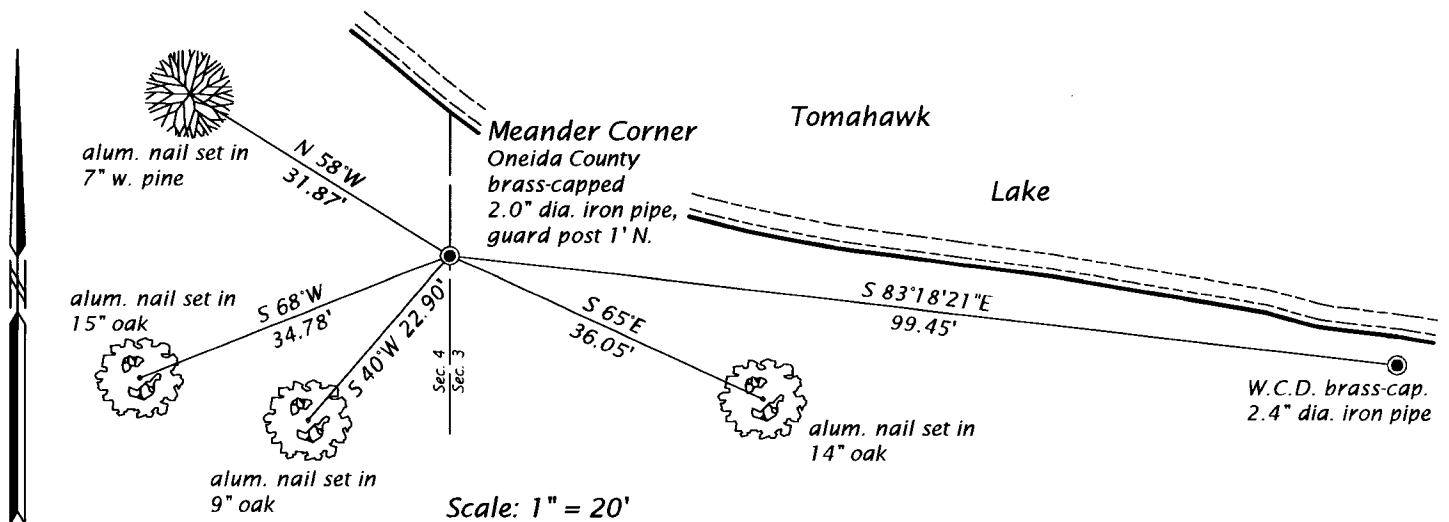 Tomahawk
Lake
Meander Corner
Oneida County
brass-capped
2.0" dia. iron pipe,
guard post 1' N.
alum. nail set in
7" w. pine
N 58°W
31.87'
alum. nail set in
15" oak
S 68°W
34.78'
S 40°W 22.90'
Sec. 4
Sec. 3
S 65°E
36.05'
S 83°18'21"E
99.45'
W.C.D. brass-cap.
2.4" dia. iron pipe
alum. nail set in
14" oak
alum. nail set in
9" oak
Scale: 1" = 20'